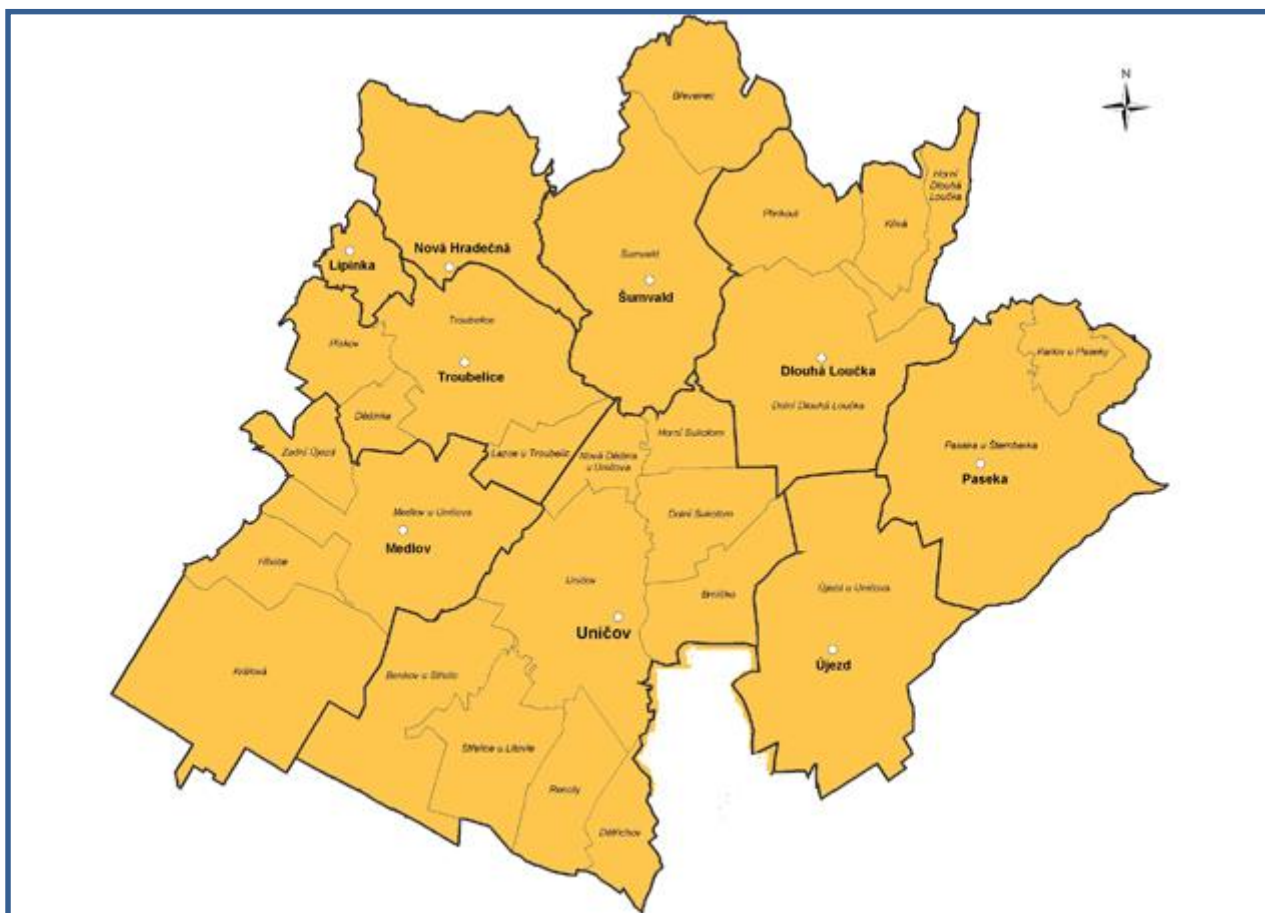 N
Břevenec
Horní
Dlouhá
Loučka
Plinkout
Křivá
Nová Hradečná
Šumvald
Lipinka
Šumvald
Troubelice
Pískov
Karlov u Paseky
Troubelice
Dlouhá Loučka
Dědinka
Dolní Dlouhá Loučka
Horní Sukolom
Zadní Újezd
Lazce u Troubelic
Nová Dědina
u Uničova
Paseka u Šternberka
Paseka
Medlov u Uničova
Dolní Sukolom
Medlov
Hlivice
Uničov
Brníčko
Újezd u Uničova
Uničov
Újezd
Králová
Benkov u Střelic
Střelice u Litovle
Renoty
Dětřichov